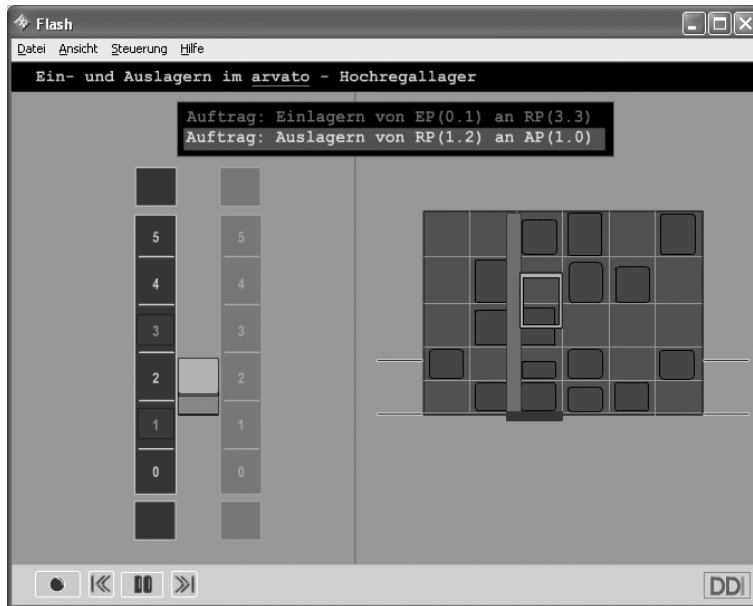 Flash
Datei Ansicht Steuerung Hilfe
Ein- und Auslagern im arvato - Hochregallager
Auftrag: Einlagern von EP(0.1) an RP(3.3)
Auftrag: Auslagern von RP(1.2) an AP(1.0)
5 5
4 4
3 3
2 2
1 1
0 0
DDI